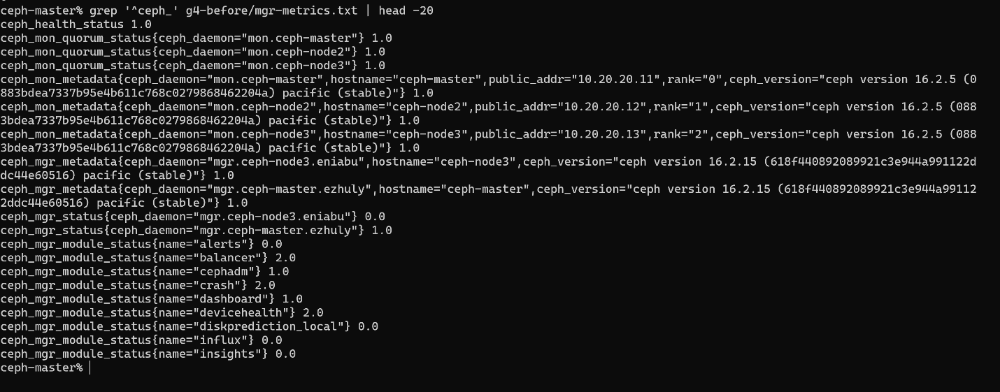 ceph-master% grep '^ceph_' g4-before/mgr-metrics.txt | head -20
ceph_health_status 1.0
ceph_mon_quorum_status{ceph_daemon="mon.ceph-master"} 1.0
ceph_mon_quorum_status{ceph_daemon="mon.ceph-node2"} 1.0
ceph_mon_quorum_status{ceph_daemon="mon.ceph-node3"} 1.0
ceph_mon_metadata{ceph_daemon="mon.ceph-master",hostname="ceph-master",public_addr="10.20.20.11",rank="0",ceph_version="ceph version 16.2.5 (0
883bdea7337b95e4b611c768c0279868462204a) pacific (stable)"} 1.0
ceph_mon_metadata{ceph_daemon="mon.ceph-node2",hostname="ceph-node2",public_addr="10.20.20.12",rank="1",ceph_version="ceph version 16.2.5 (088
3bdea7337b95e4b611c768c0279868462204a) pacific (stable)"} 1.0
ceph_mon_metadata{ceph_daemon="mon.ceph-node3",hostname="ceph-node3",public_addr="10.20.20.13",rank="2",ceph_version="ceph version 16.2.5 (088
3bdea7337b95e4b611c768c0279868462204a) pacific (stable)"} 1.0
ceph_mgr_metadata{ceph_daemon="mgr.ceph-node3.eniabu",hostname="ceph-node3",ceph_version="ceph version 16.2.15 (618f440892089921c3e944a991122d
dc44e60516) pacific (stable)"} 1.0
ceph_mgr_metadata{ceph_daemon="mgr.ceph-master.ezhuly",hostname="ceph-master",ceph_version="ceph version 16.2.15 (618f440892089921c3e944a99112
2ddc44e60516) pacific (stable)"} 1.0
ceph_mgr_status{ceph_daemon="mgr.ceph-node3.eniabu"} 0.0
ceph_mgr_status{ceph_daemon="mgr.ceph-master.ezhuly"} 1.0
ceph_mgr_module_status{name="alerts"} 0.0
ceph_mgr_module_status{name="balancer"} 2.0
ceph_mgr_module_status{name="cephadm"} 1.0
ceph_mgr_module_status{name="crash"} 2.0
ceph_mgr_module_status{name="dashboard"} 1.0
ceph_mgr_module_status{name="devicehealth"} 2.0
ceph_mgr_module_status{name="diskprediction_local"} 0.0
ceph_mgr_module_status{name="influx"} 0.0
ceph_mgr_module_status{name="insights"} 0.0
ceph-master%